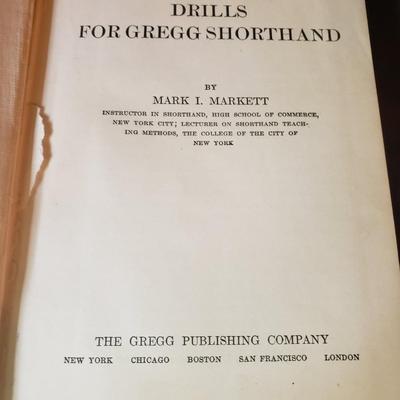 DRILLS
FOR GREGG SHORTHAND
BY
MARK I. MARKETT
INSTRUCTOR IN SHORTHAND, HIGH SCHOOL OF COMMERCE,
NEW YORK CITY; LECTURER ON SHORTHAND TEACH-
ING METHODS, THE COLLEGE OF THE CITY OF
NEW YORK
THE GREGG PUBLISHING COMPANY
NEW YORK CHICAGO BOSTON SAN FRANCISCO LONDON